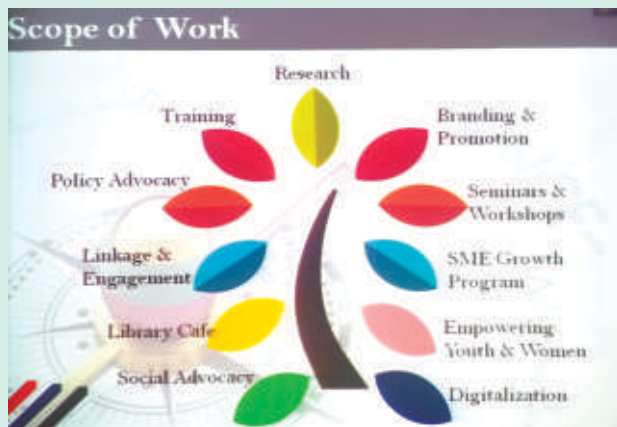 Scope of Work
Research
Training
Branding &
Promotion
Policy Advocacy
Seminars &
Workshops
Linkage &
Engagement
SME Growth
Program
Library Cafe
Empowering
Youth & Women
Social Advocacy
Digitalization